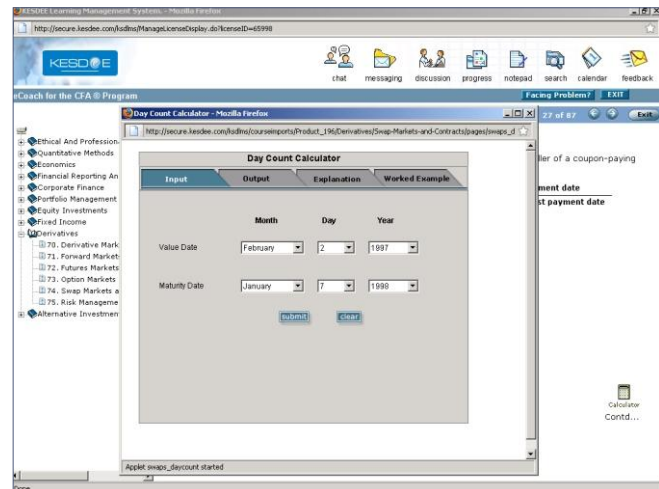 KESDEE Learning Management System. - Mozilla Firefox
http://secure.kesdee.com/ksdlms/ManageLicenseDisplay.do?licenseID=65998
KESDEE
chat messaging discussion progress notepad search calendar feedback
eCoach for the CFA ® Program
Facing Problem? EXIT
27 of 87 Exit
Ethical And Profession
Quantitative Methods
Economics
Financial Reporting An
Corporate Finance
Portfolio Management
Equity Investments
Fixed Income
Derivatives
70. Derivative Mark
71. Forward Market
72. Futures Markets
73. Option Markets
74. Swap Markets a
75. Risk Manageme
Alternative Investmen
Day Count Calculator - Mozilla Firefox
http://secure.kesdee.com/ksdlms/courseimports/Product_196/Derivatives/Swap-Markets-and-Contracts/pages/swaps_d
Day Count Calculator
Input Output Explanation Worked Example
Month Day Year
Value Date February 2 1997
Maturity Date January 7 1998
submit clear
Applet swaps_daycount started
ller of a coupon-paying
ment date
st payment date
Calculator
Contd...
Done